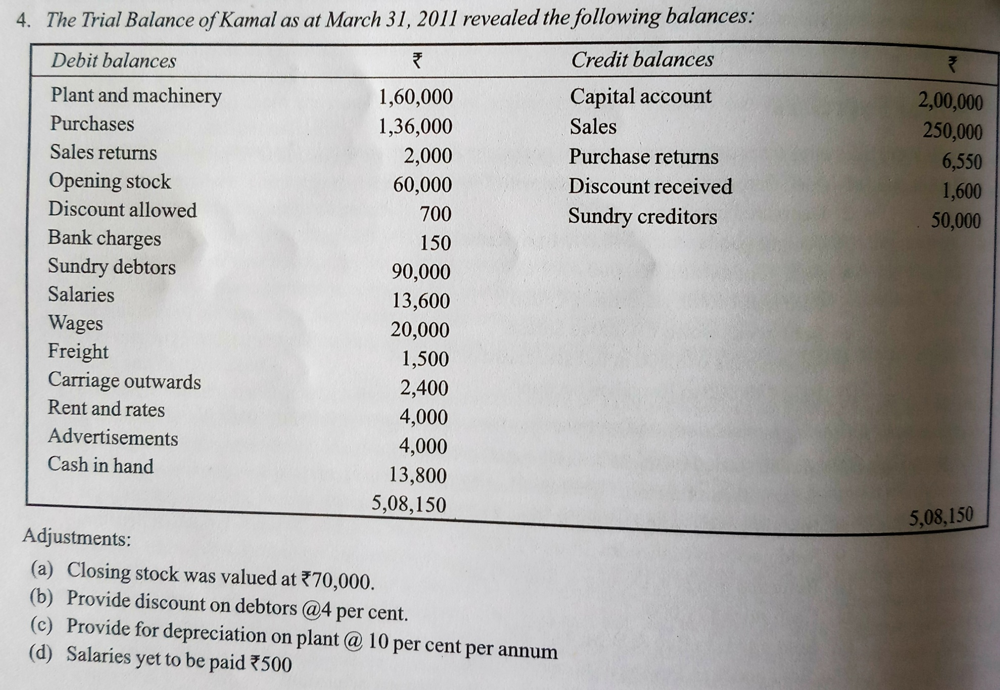 4. The Trial Balance of Kamal as at March 31, 2011 revealed the following balances:
Debit balances ₹ Credit balances ₹
Plant and machinery 1,60,000 Capital account 2,00,000
Purchases 1,36,000 Sales 250,000
Sales returns 2,000 Purchase returns 6,550
Opening stock 60,000 Discount received 1,600
Discount allowed 700 Sundry creditors 50,000
Bank charges 150
Sundry debtors 90,000
Salaries 13,600
Wages 20,000
Freight 1,500
Carriage outwards 2,400
Rent and rates 4,000
Advertisements 4,000
Cash in hand 13,800
5,08,150 5,08,150
Adjustments:
(a) Closing stock was valued at ₹70,000.
(b) Provide discount on debtors @4 per cent.
(c) Provide for depreciation on plant @ 10 per cent per annum
(d) Salaries yet to be paid ₹500